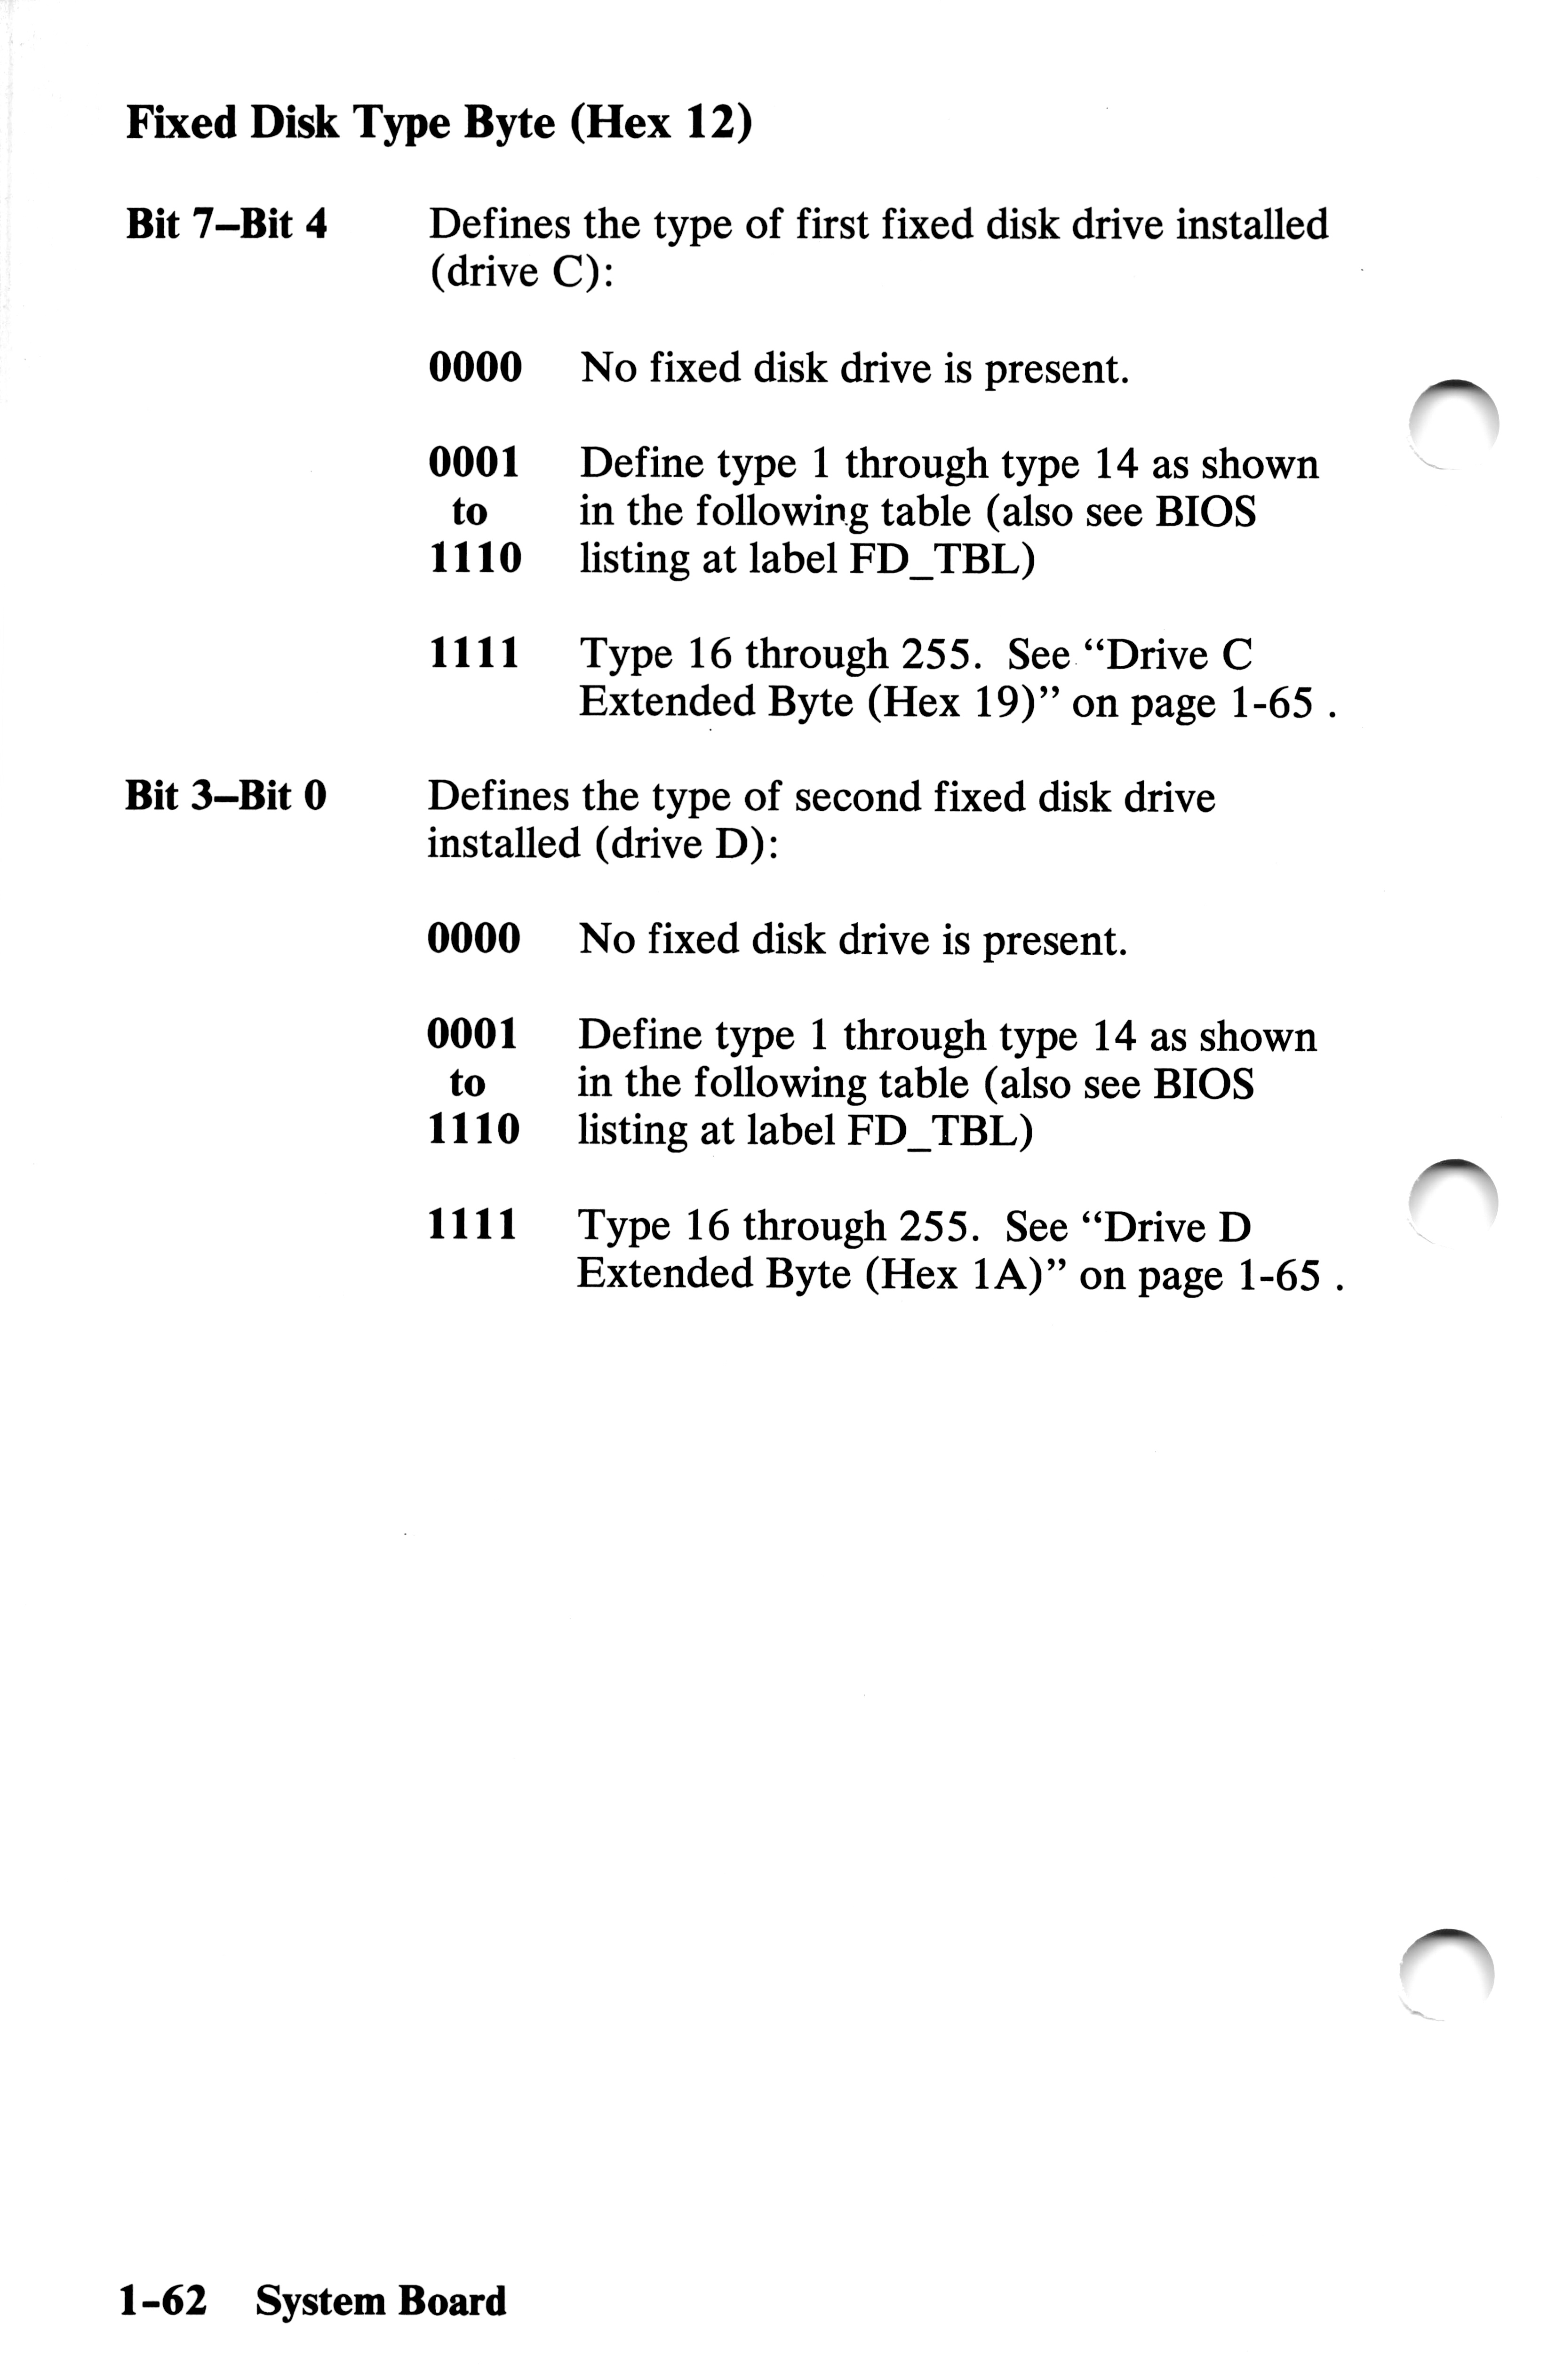 Fixed Disk Type Byte (Hex 12)
Bit 7–Bit 4 Defines the type of first fixed disk drive installed
(drive C):
0000 No fixed disk drive is present.
0001 Define type 1 through type 14 as shown
to in the following table (also see BIOS
1110 listing at label FD_TBL)
1111 Type 16 through 255. See “Drive C
Extended Byte (Hex 19)” on page 1-65 .
Bit 3–Bit 0 Defines the type of second fixed disk drive
installed (drive D):
0000 No fixed disk drive is present.
0001 Define type 1 through type 14 as shown
to in the following table (also see BIOS
1110 listing at label FD_TBL)
1111 Type 16 through 255. See “Drive D
Extended Byte (Hex 1A)” on page 1-65 .
1-62 System Board